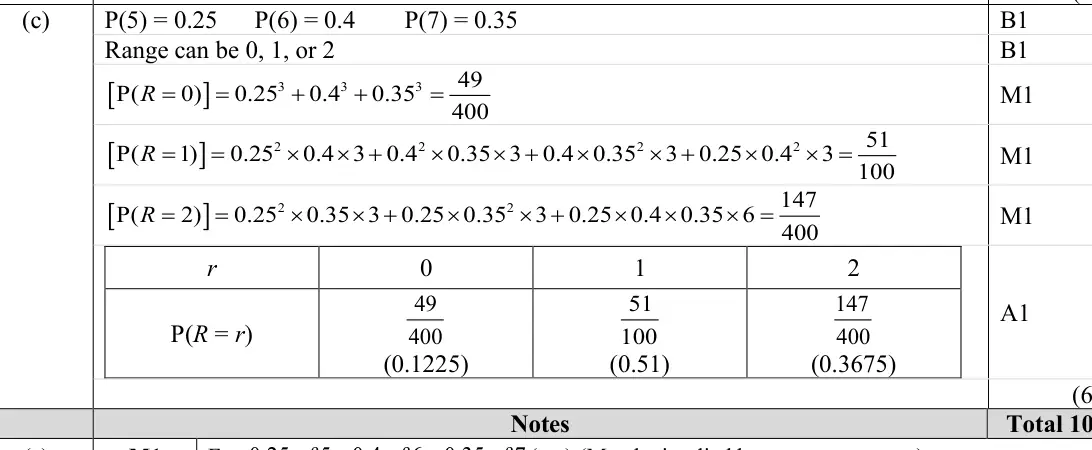 (c) P(5) = 0.25 P(6) = 0.4 P(7) = 0.35 B1
Range can be 0, 1, or 2 B1
[P(R = 0)] = 0.25³ + 0.4³ + 0.35³ = 49/400 M1
[P(R = 1)] = 0.25² × 0.4 × 3 + 0.4² × 0.35 × 3 + 0.4 × 0.35² × 3 + 0.25 × 0.4² × 3 = 51/100 M1
[P(R = 2)] = 0.25² × 0.35 × 3 + 0.25 × 0.35² × 3 + 0.25 × 0.4 × 0.35 × 6 = 147/400 M1
r 0 1 2
P(R = r) 49/400 (0.1225) 51/100 (0.51) 147/400 (0.3675) A1
(6
Notes Total 10